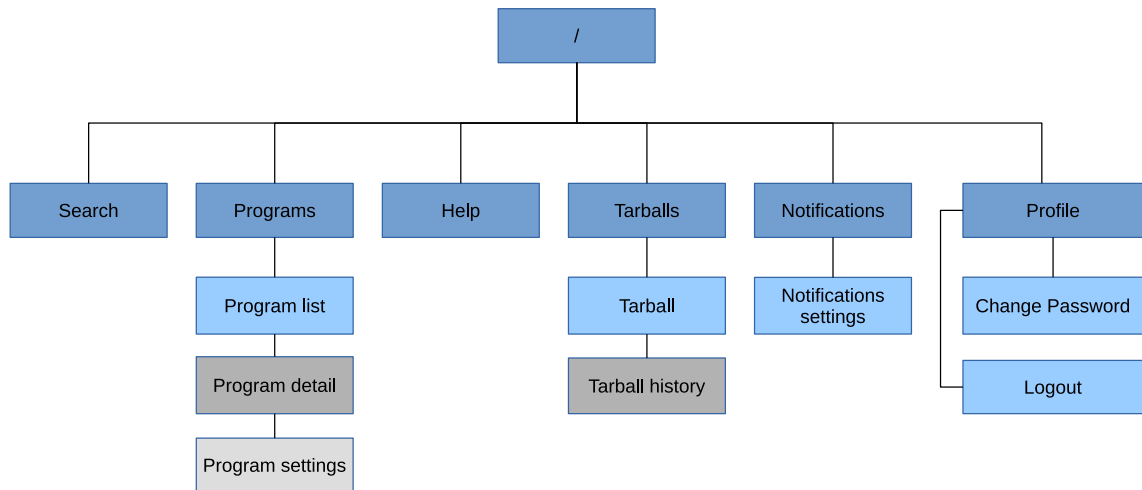 /
Search
Programs
Help
Tarballs
Notifications
Profile
Program list
Tarball
Notifications
settings
Change Password
Program detail
Tarball history
Logout
Program settings